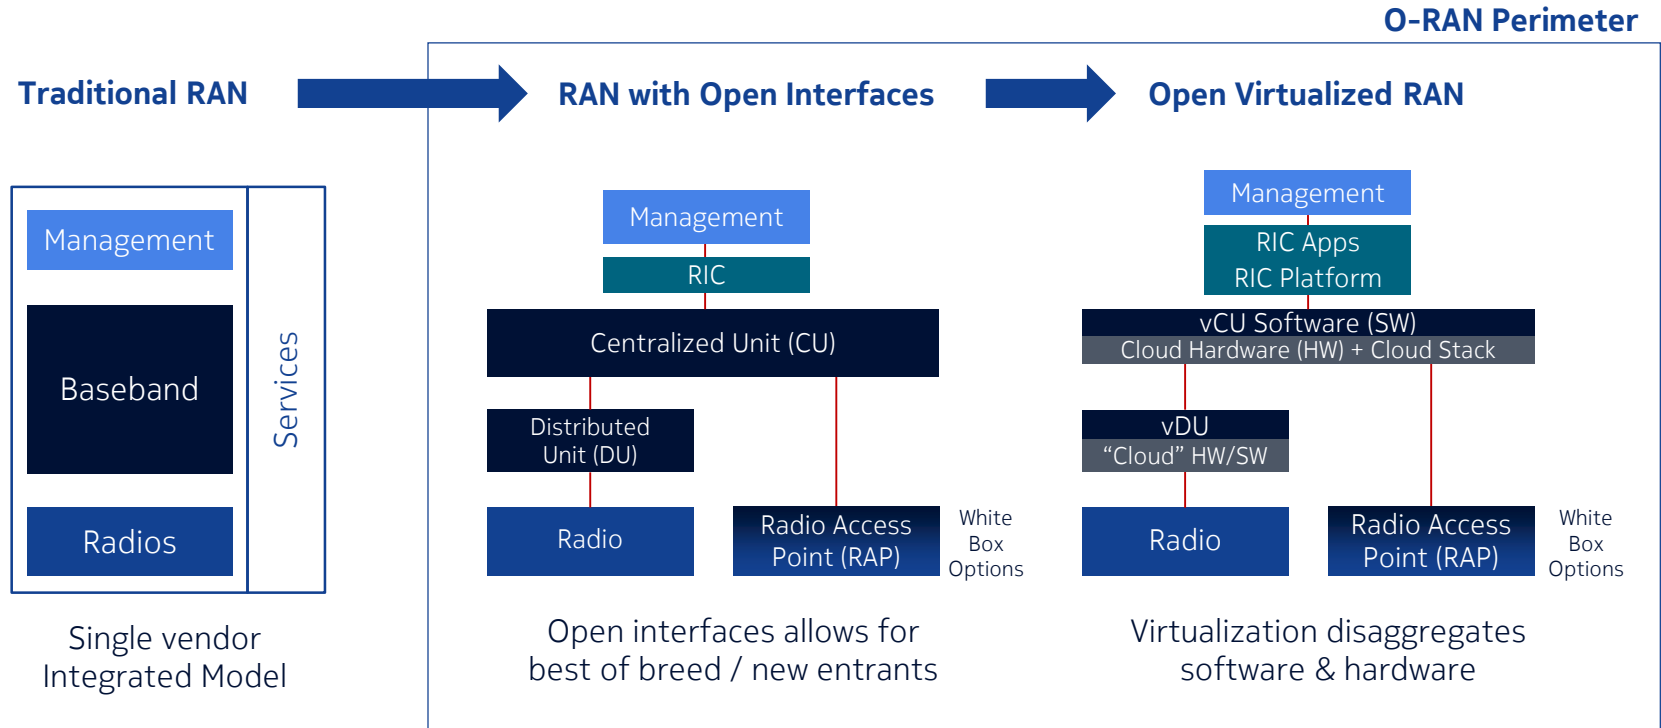 O-RAN Perimeter
Traditional RAN
RAN with Open Interfaces
Open Virtualized RAN
Management
Baseband
Radios
Services
Single vendor
Integrated Model
Management
RIC
Centralized Unit (CU)
Distributed
Unit (DU)
Radio
Radio Access
Point (RAP)
White
Box
Options
Open interfaces allows for
best of breed / new entrants
Management
RIC Apps
RIC Platform
vCU Software (SW)
Cloud Hardware (HW) + Cloud Stack
vDU
“Cloud” HW/SW
Radio
Radio Access
Point (RAP)
White
Box
Options
Virtualization disaggregates
software & hardware